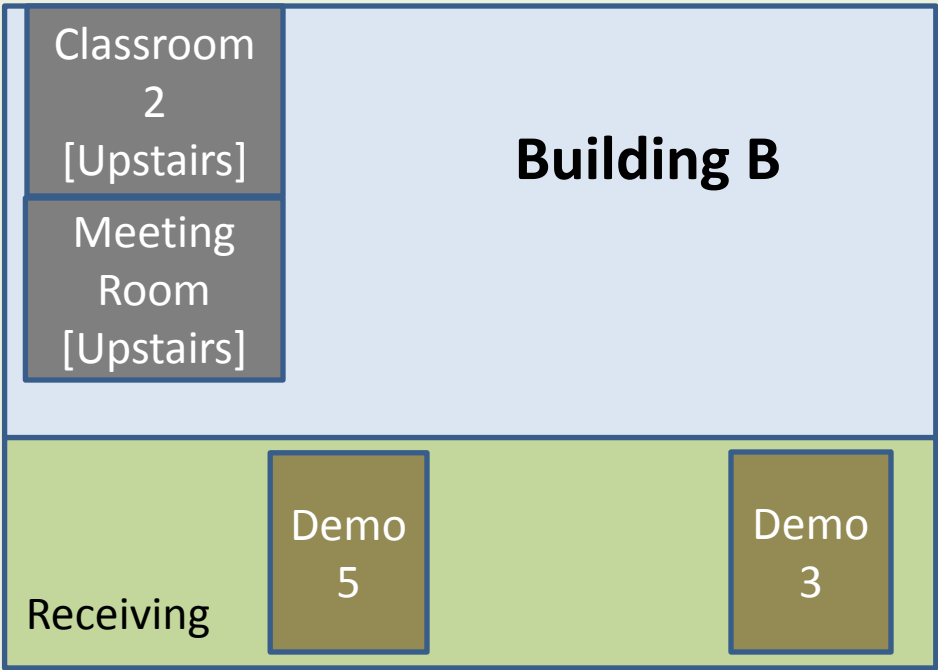 Classroom
2
[Upstairs]
Building B
Meeting
Room
[Upstairs]
Demo
5
Demo
3
Receiving